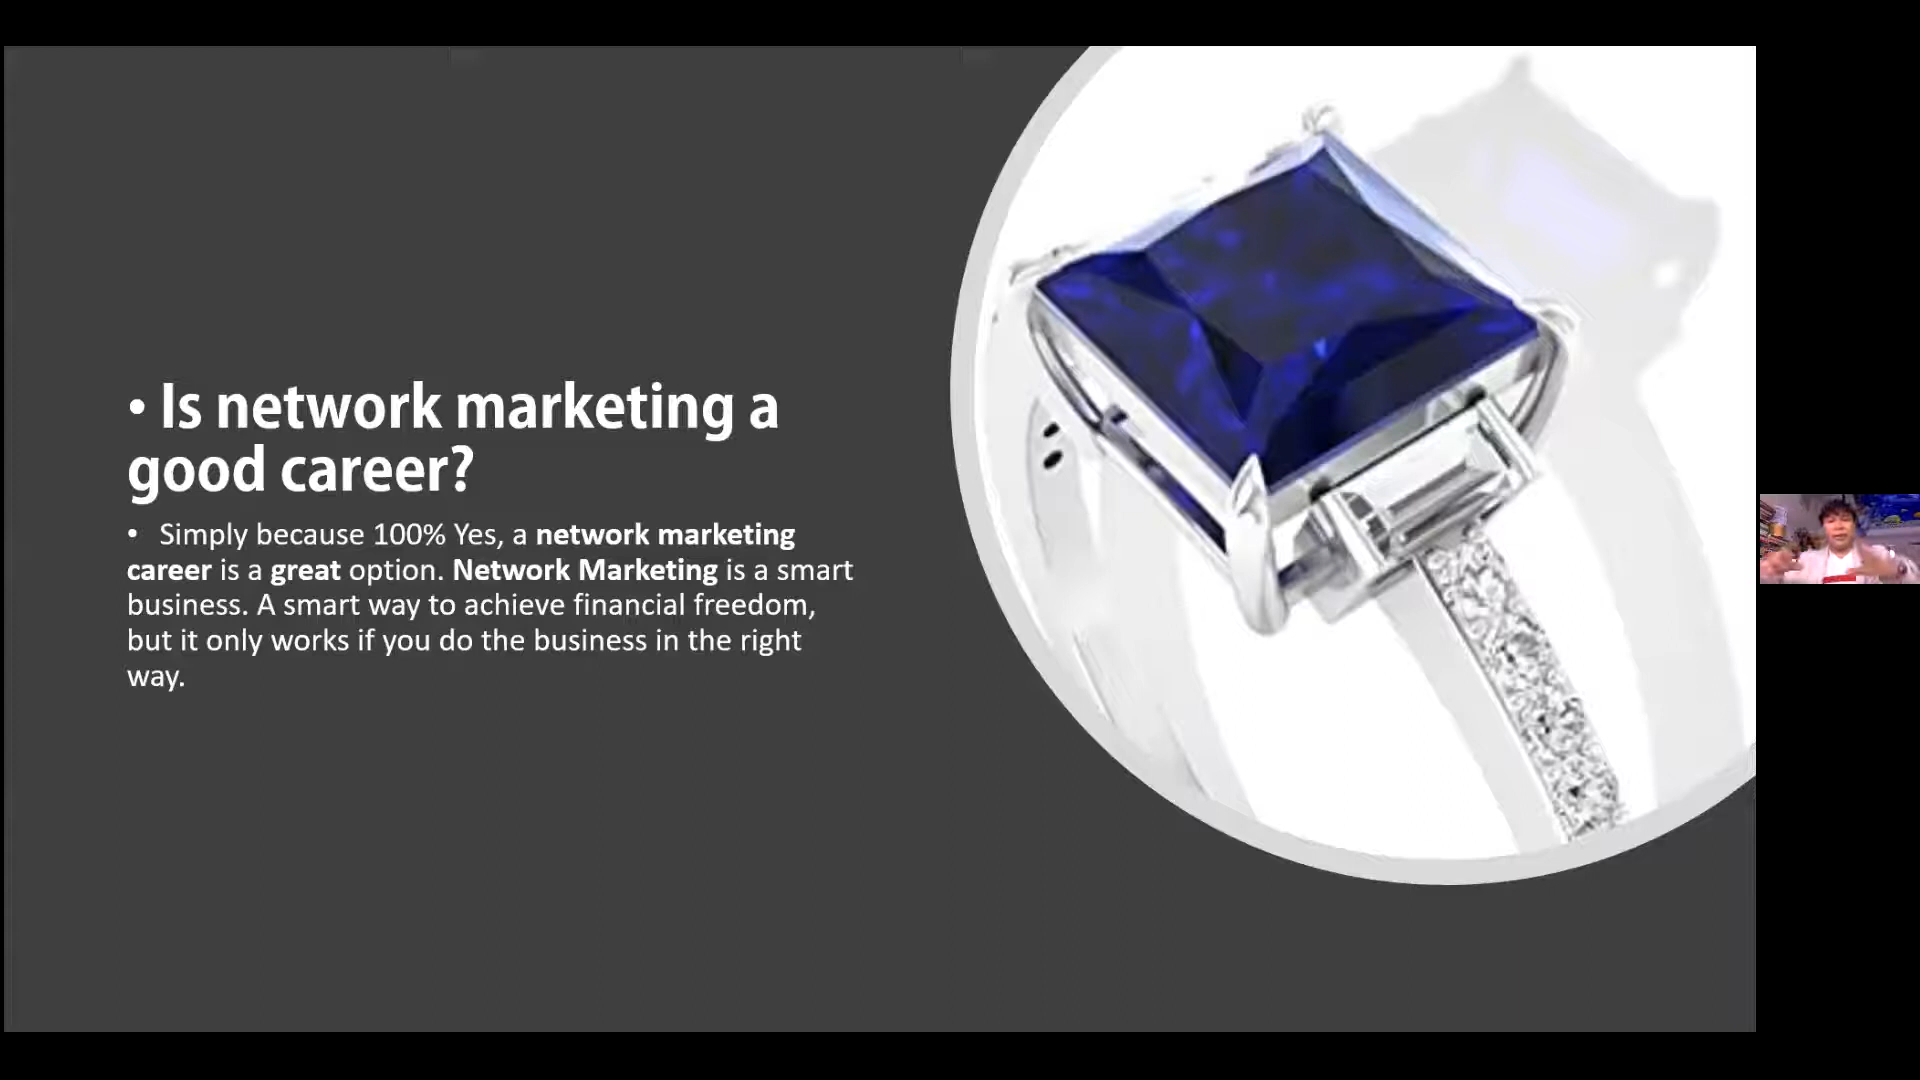 • Is network marketing a
good career?
• Simply because 100% Yes, a network marketing
career is a great option. Network Marketing is a smart
business. A smart way to achieve financial freedom,
but it only works if you do the business in the right
way.